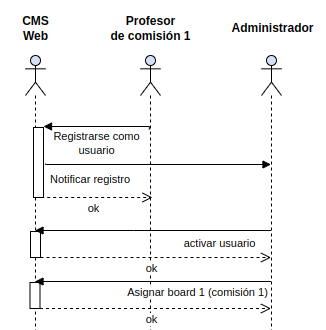 CMS
Web
Profesor
de comisión 1
Administrador
Registrarse como
usuario
Notificar registro
ok
activar usuario
ok
Asignar board 1 (comisión 1)
ok